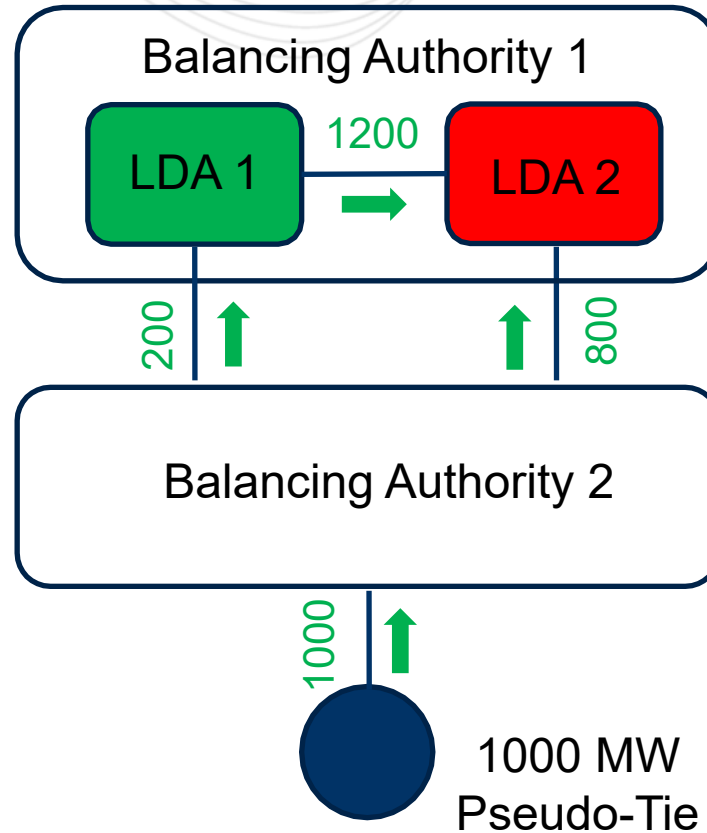 Balancing Authority 1
1200
LDA 1
LDA 2
200
800
Balancing Authority 2
1000
1000 MW
Pseudo-Tie